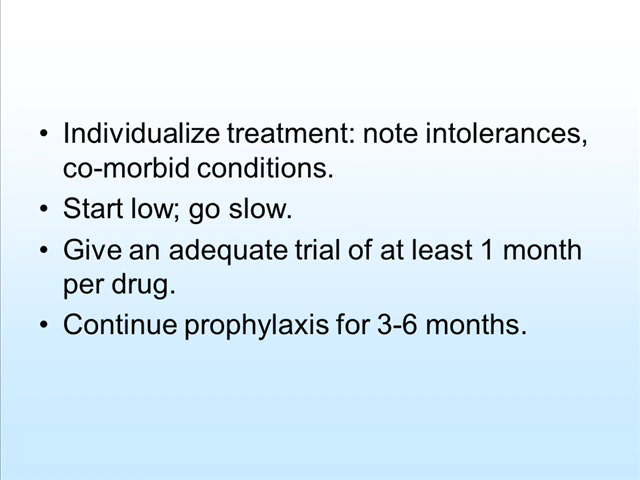 • Individualize treatment: note intolerances,
co-morbid conditions.
• Start low; go slow.
• Give an adequate trial of at least 1 month
per drug.
• Continue prophylaxis for 3-6 months.